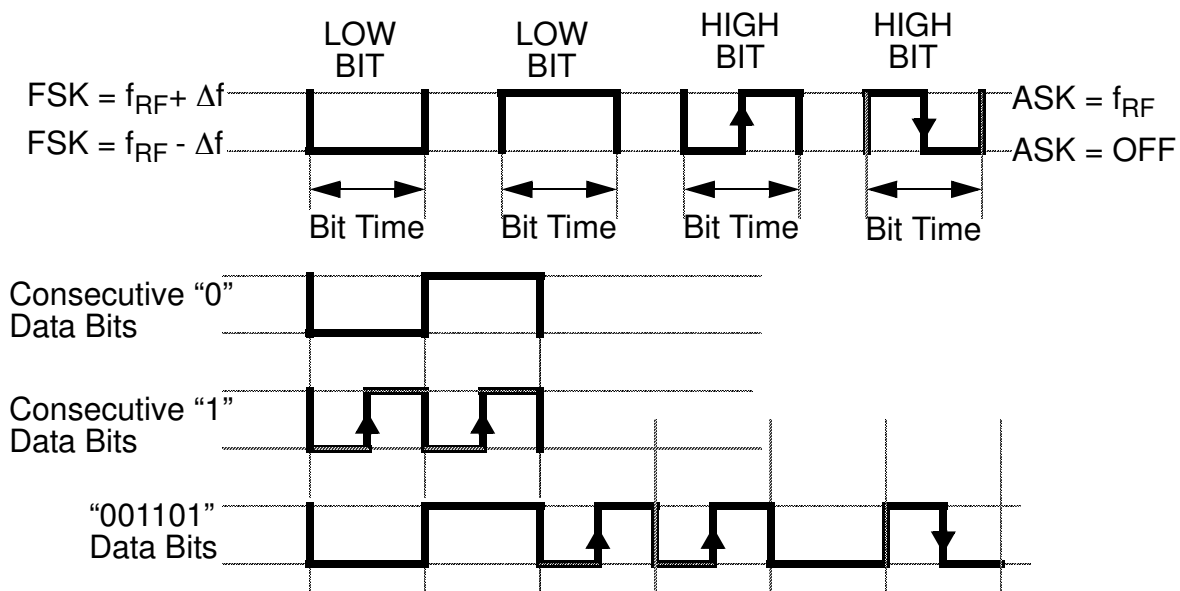 LOW
BIT
LOW
BIT
HIGH
BIT
HIGH
BIT
FSK = fRF+ Δf
FSK = fRF - Δf
ASK = fRF
ASK = OFF
Bit Time
Bit Time
Bit Time
Bit Time
Consecutive “0”
Data Bits
Consecutive “1”
Data Bits
“001101”
Data Bits